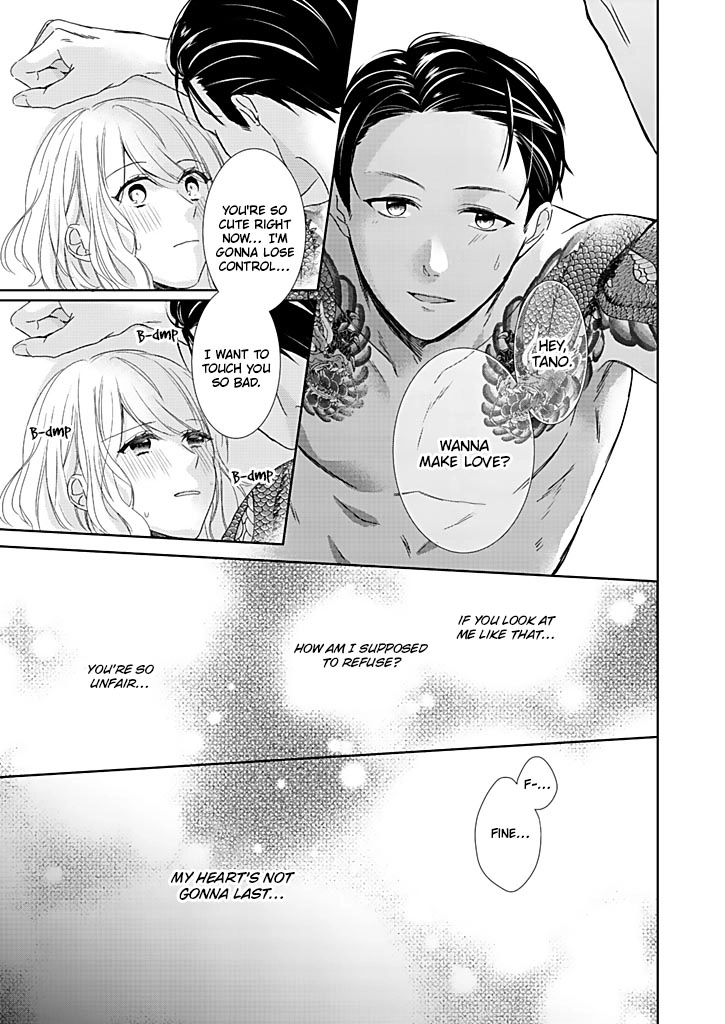 HEY,
TANO.
WANNA
MAKE LOVE?
YOU'RE SO
CUTE RIGHT
NOW... I'M
GONNA LOSE
CONTROL...
I WANT TO
TOUCH YOU
SO BAD.
B-dmp
B-dmp
B-dmp
IF YOU LOOK AT
ME LIKE THAT...
HOW AM I SUPPOSED
TO REFUSE?
YOU'RE SO
UNFAIR...
F-...
FINE...
MY HEART'S NOT
GONNA LAST...